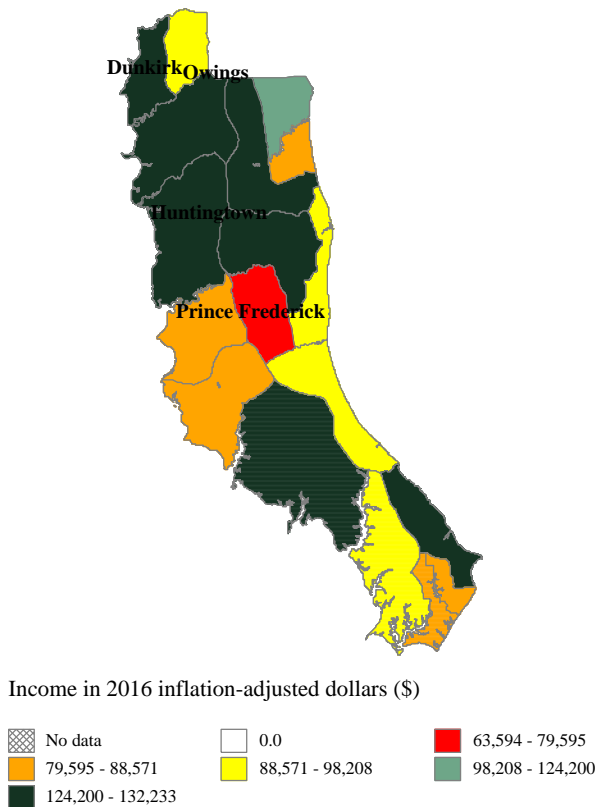 Dunkirk
Owings
Huntingtown
Prince Frederick
Income in 2016 inflation-adjusted dollars ($)
No data
0.0
63,594 - 79,595
79,595 - 88,571
88,571 - 98,208
98,208 - 124,200
124,200 - 132,233